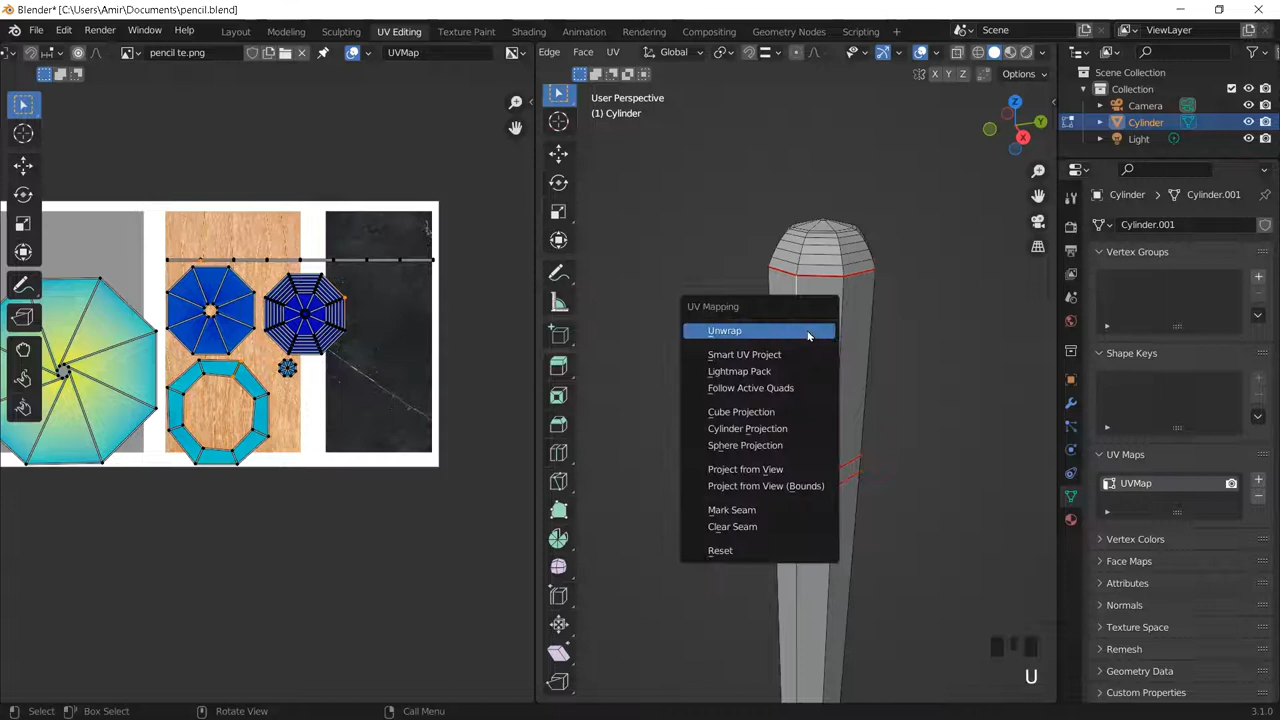 Blender* [C:\Users\Amir\Documents\pencil.blend]
File Edit Render Window Help Layout Modeling Sculpting UV Editing Texture Paint Shading Animation Rendering Compositing Geometry Nodes Scripting + Scene ViewLayer
pencil te.png UVMap Edge Face UV Global
X Y Z Options
User Perspective
(1) Cylinder
Z
Y
X
UV Mapping
Unwrap
Smart UV Project
Lightmap Pack
Follow Active Quads
Cube Projection
Cylinder Projection
Sphere Projection
Project from View
Project from View (Bounds)
Mark Seam
Clear Seam
Reset
U
Scene Collection
Collection
Camera
Cylinder
Light
Cylinder Cylinder.001
Cylinder.001
Vertex Groups
Shape Keys
UV Maps
UVMap
Vertex Colors
Face Maps
Attributes
Normals
Texture Space
Remesh
Geometry Data
Custom Properties
Select Box Select Rotate View Call Menu 3.1.0